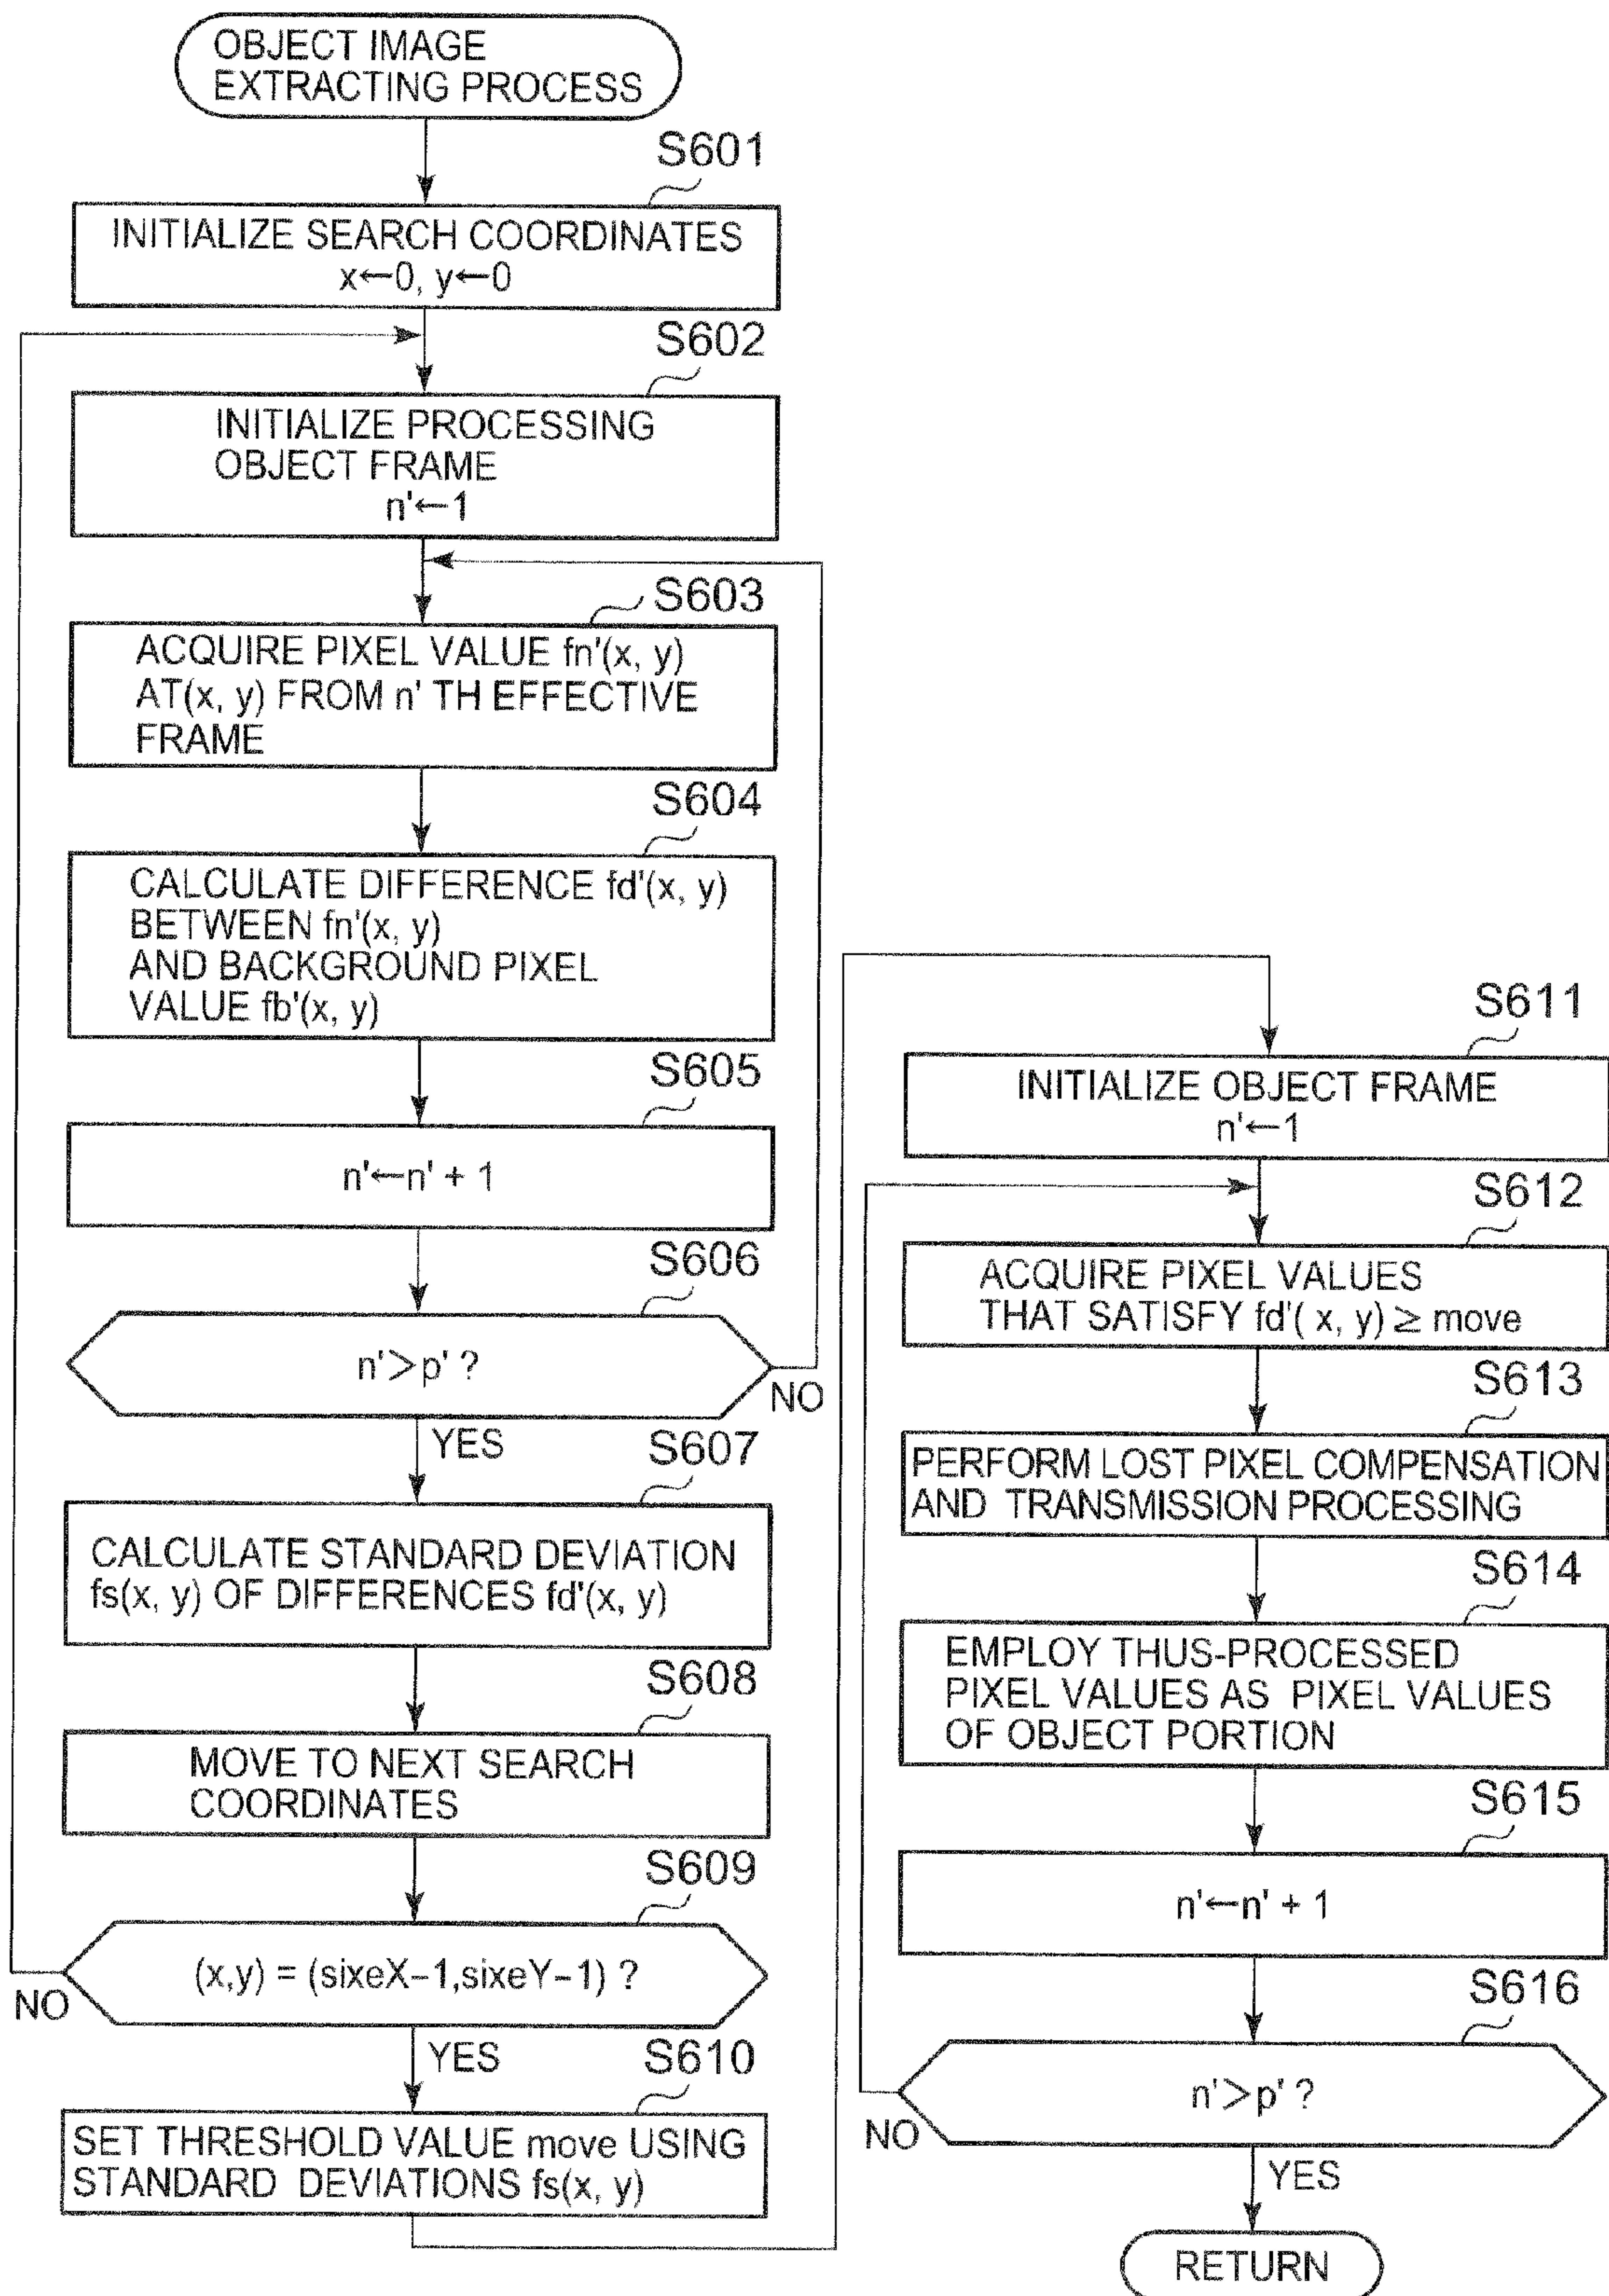 OBJECT IMAGE
EXTRACTING PROCESS
S601
INITIALIZE SEARCH COORDINATES
x←0, y←0
S602
INITIALIZE PROCESSING
OBJECT FRAME
n'←1
S603
ACQUIRE PIXEL VALUE fn'(x, y)
AT(x, y) FROM n' TH EFFECTIVE
FRAME
S604
CALCULATE DIFFERENCE fd'(x, y)
BETWEEN fn'(x, y)
AND BACKGROUND PIXEL
VALUE fb'(x, y)
S605
n'←n' + 1
S606
n'>p' ?
NO
YES
S607
CALCULATE STANDARD DEVIATION
fs(x, y) OF DIFFERENCES fd'(x, y)
S608
MOVE TO NEXT SEARCH
COORDINATES
S609
(x,y) = (sixeX-1,sixeY-1) ?
NO
YES
S610
SET THRESHOLD VALUE move USING
STANDARD DEVIATIONS fs(x, y)
S611
INITIALIZE OBJECT FRAME
n'←1
S612
ACQUIRE PIXEL VALUES
THAT SATISFY fd'( x, y) ≥ move
S613
PERFORM LOST PIXEL COMPENSATION
AND TRANSMISSION PROCESSING
S614
EMPLOY THUS-PROCESSED
PIXEL VALUES AS PIXEL VALUES
OF OBJECT PORTION
S615
n'←n' + 1
S616
n'>p' ?
NO
YES
RETURN